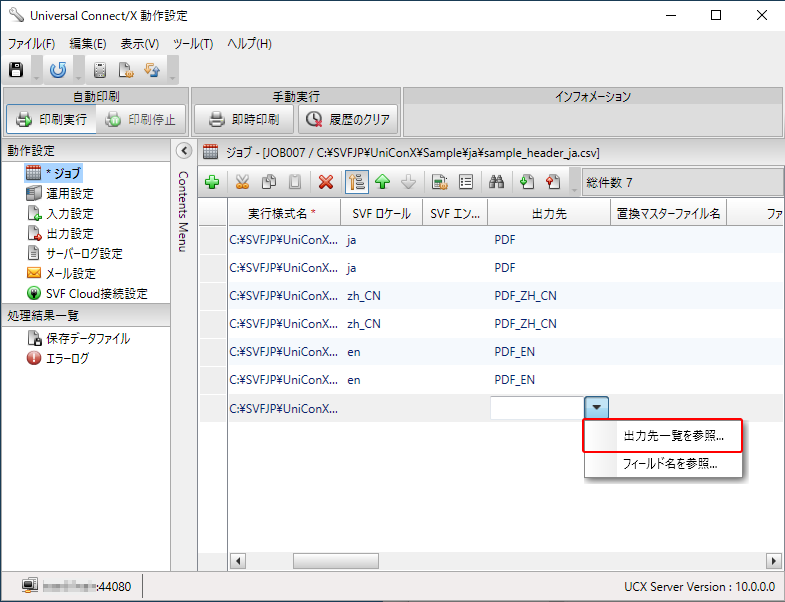 Universal Connect/X 動作設定
ファイル(F) 編集(E) 表示(V) ツール(T) ヘルプ(H)
自動印刷 手動実行 インフォメーション
印刷実行 印刷停止 即時印刷 履歴のクリア
動作設定
* ジョブ
運用設定
入力設定
出力設定
サーバーログ設定
メール設定
SVF Cloud接続設定
処理結果一覧
保存データファイル
エラーログ
Contents Menu
ジョブ - [JOB007 / C:¥SVFJP¥UniConX¥Sample¥ja¥sample_header_ja.csv]
総件数 7
実行様式名 * SVF ロケール SVF エン... 出力先 置換マスターファイル名 ファ
C:¥SVFJP¥UniConX... ja PDF
C:¥SVFJP¥UniConX... ja PDF
C:¥SVFJP¥UniConX... zh_CN PDF_ZH_CN
C:¥SVFJP¥UniConX... zh_CN PDF_ZH_CN
C:¥SVFJP¥UniConX... en PDF_EN
C:¥SVFJP¥UniConX... en PDF_EN
C:¥SVFJP¥UniConX...
出力先一覧を参照...
フィールド名を参照...
:44080
UCX Server Version : 10.0.0.0